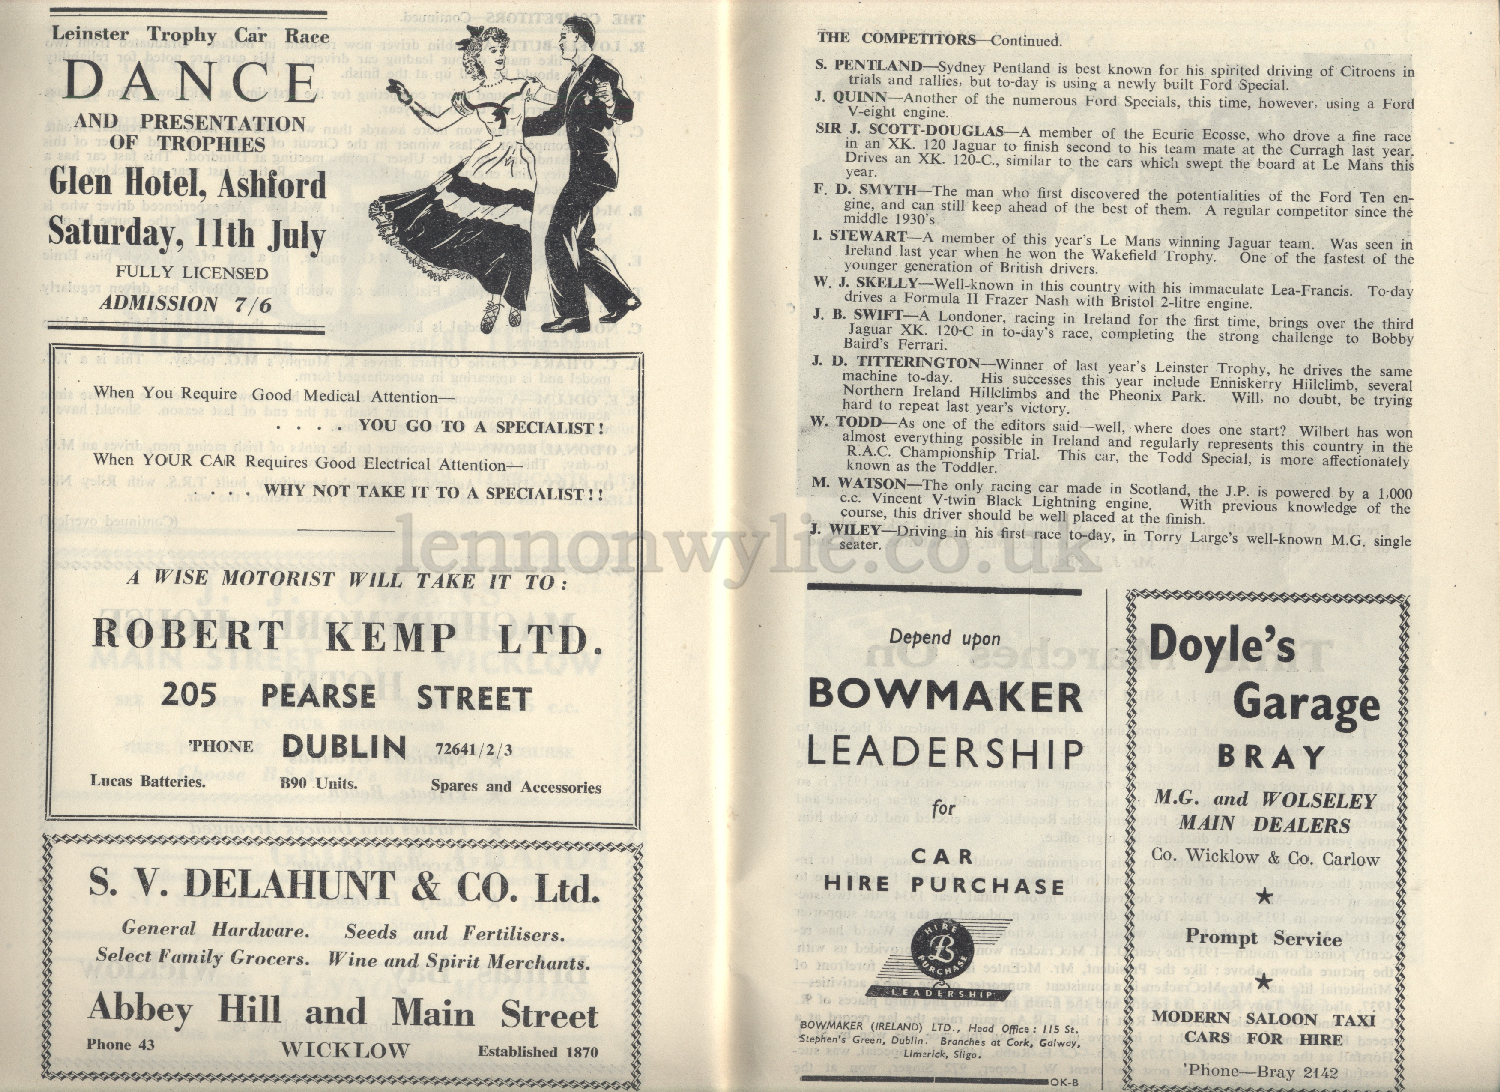 Leinster Trophy Car Race
DANCE
AND PRESENTATION
OF TROPHIES
Glen Hotel, Ashford
Saturday, 11th July
FULLY LICENSED
ADMISSION 7/6
When You Require Good Medical Attention—
. . . . YOU GO TO A SPECIALIST!
When YOUR CAR Requires Good Electrical Attention—
. . . WHY NOT TAKE IT TO A SPECIALIST!!
A WISE MOTORIST WILL TAKE IT TO:
ROBERT KEMP LTD.
205 PEARSE STREET
'PHONE DUBLIN 72641/2/3
Lucas Batteries. B90 Units. Spares and Accessories
S. V. DELAHUNT & CO. Ltd.
General Hardware. Seeds and Fertilisers.
Select Family Grocers. Wine and Spirit Merchants.
Abbey Hill and Main Street
Phone 43 WICKLOW Established 1870
THE COMPETITORS—Continued.
S. PENTLAND—Sydney Pentland is best known for his spirited driving of Citroens in
trials and rallies, but to-day is using a newly built Ford Special.
J. QUINN—Another of the numerous Ford Specials, this time, however, using a Ford
V-eight engine.
SIR J. SCOTT-DOUGLAS—A member of the Ecurie Ecosse, who drove a fine race
in an XK. 120 Jaguar to finish second to his team mate at the Curragh last year.
Drives an XK. 120-C., similar to the cars which swept the board at Le Mans this
year.
F. D. SMYTH—The man who first discovered the potentialities of the Ford Ten en-
gine, and can still keep ahead of the best of them. A regular competitor since the
middle 1930's.
I. STEWART—A member of this year's Le Mans winning Jaguar team. Was seen in
Ireland last year when he won the Wakefield Trophy. One of the fastest of the
younger generation of British drivers.
W. J. SKELLY—Well-known in this country with his immaculate Lea-Francis. To-day
drives a Formula II Frazer Nash with Bristol 2-litre engine.
J. B. SWIFT—A Londoner, racing in Ireland for the first time, brings over the third
Jaguar XK. 120-C in to-day's race, completing the strong challenge to Bobby
Baird's Ferrari.
J. D. TITTERINGTON—Winner of last year's Leinster Trophy, he drives the same
machine to-day. His successes this year include Enniskerry Hillclimb, several
Northern Ireland Hillclimbs and the Pheonix Park. Will, no doubt, be trying
hard to repeat last year's victory.
W. TODD—As one of the editors said—well, where does one start? Wilbert has won
almost everything possible in Ireland and regularly represents this country in the
R.A.C. Championship Trial. This car, the Todd Special, is more affectionately
known as the Toddler.
M. WATSON—The only racing car made in Scotland, the J.P. is powered by a 1,000
c.c. Vincent V-twin Black Lightning engine. With previous knowledge of the
course, this driver should be well placed at the finish.
J. WILEY—Driving in his first race to-day, in Torry Large's well-known M.G. single
seater.
lennonwylie.co.uk
Depend upon
BOWMAKER
LEADERSHIP
for
CAR
HIRE PURCHASE
HIRE
B
PURCHASE
LEADERSHIP
BOWMAKER (IRELAND) LTD., Head Office: 115 St.
Stephen's Green, Dublin. Branches at Cork, Galway,
Limerick, Sligo.
OK-B
Doyle's
Garage
BRAY
M.G. and WOLSELEY
MAIN DEALERS
Co. Wicklow & Co. Carlow
Prompt Service
MODERN SALOON TAXI
CARS FOR HIRE
'Phone—Bray 2142